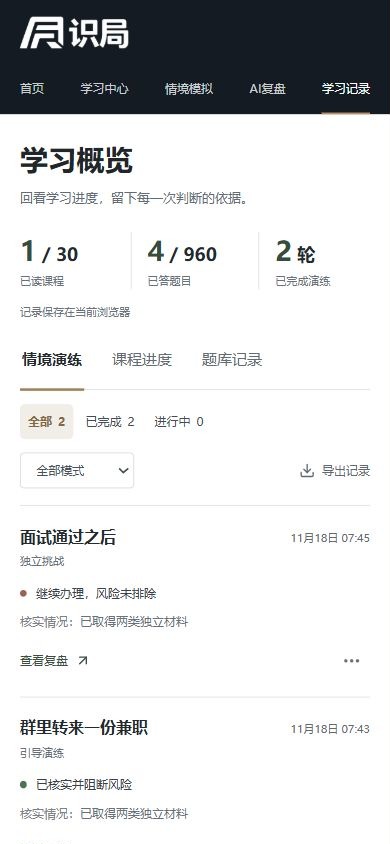 识局
首页 学习中心 情境模拟 AI复盘 学习记录
学习概览
回看学习进度，留下每一次判断的依据。
1 / 30 4 / 960 2 轮
已读课程 已答题目 已完成演练
记录保存在当前浏览器
情境演练 课程进度 题库记录
全部 2 已完成 2 进行中 0
全部模式 导出记录
面试通过之后 11月18日 07:45
独立挑战
继续办理，风险未排除
核实情况：已取得两类独立材料
查看复盘
群里转来一份兼职 11月18日 07:43
引导演练
已核实并阻断风险
核实情况：已取得两类独立材料